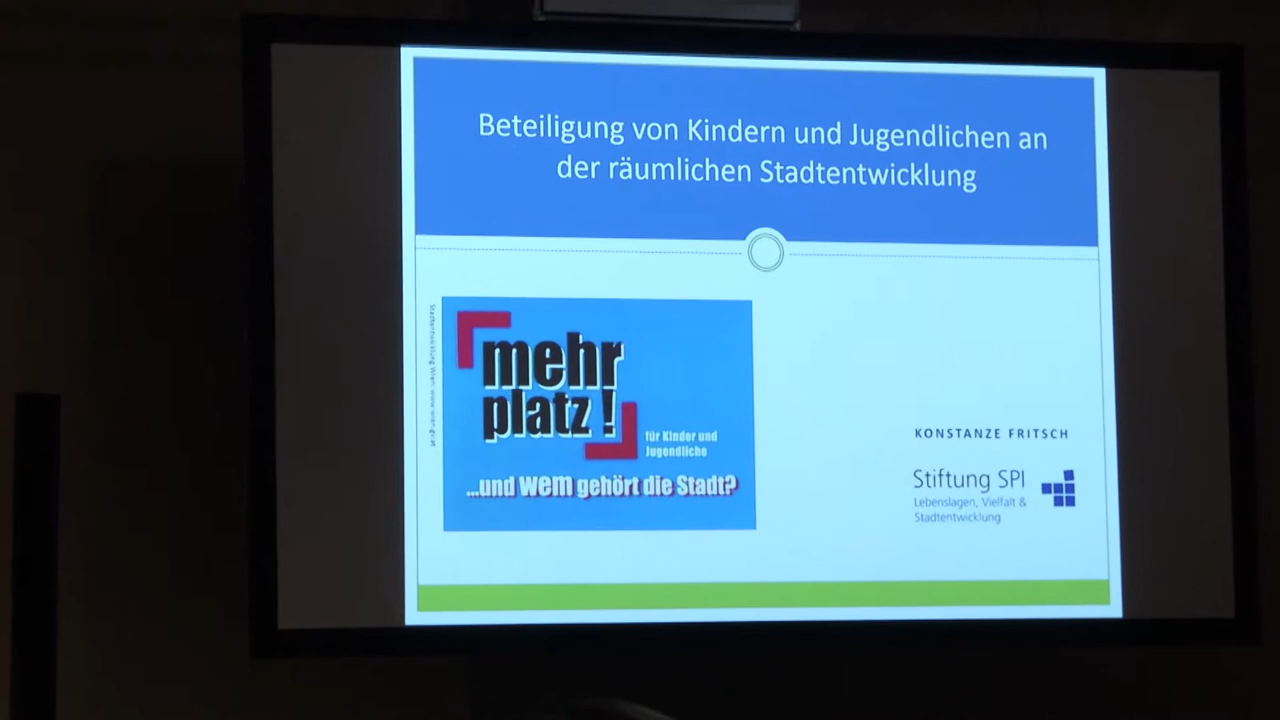 Beteiligung von Kindern und Jugendlichen an
der räumlichen Stadtentwicklung
mehr
platz !
für Kinder und
Jugendliche
...und wem gehört die Stadt?
KONSTANZE FRITSCH
Stiftung SPI
Lebenslagen, Vielfalt &
Stadtentwicklung